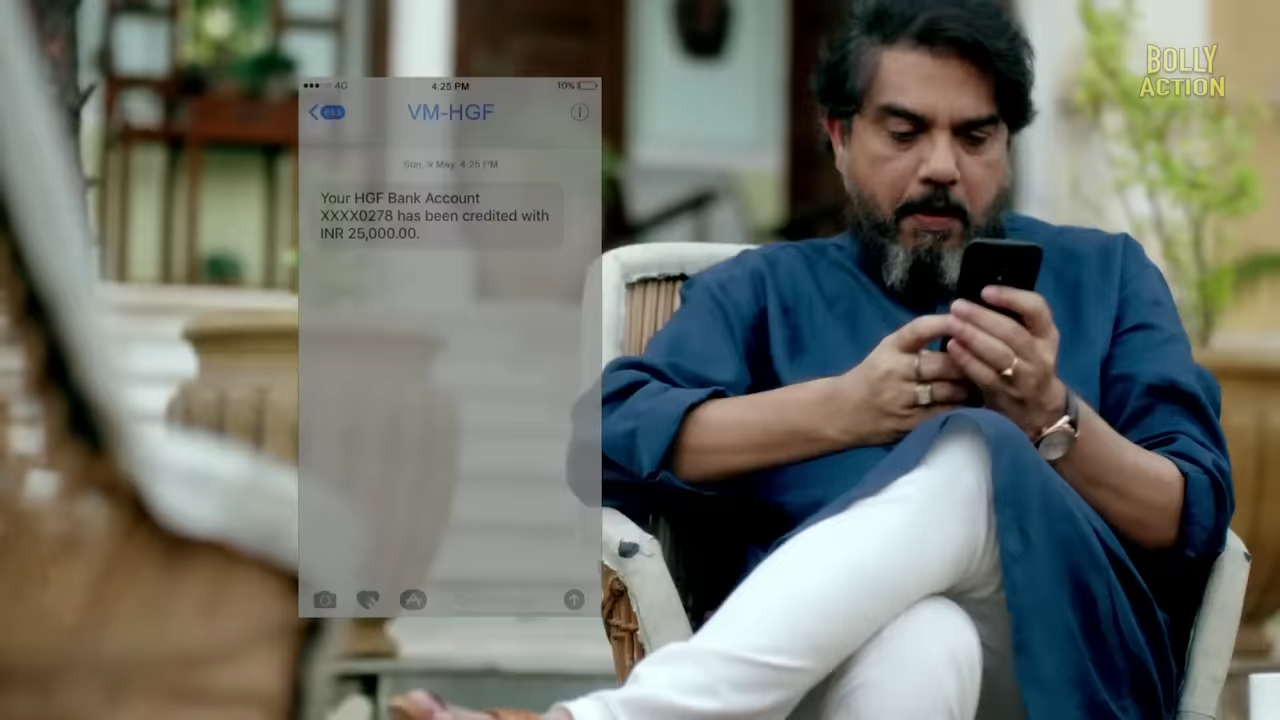 4G
4:25 PM
10%
VM-HGF
Sun, 9 May, 4:25 PM
Your HGF Bank Account
XXXX0278 has been credited with
INR 25,000.00.
BOLLY
ACTION